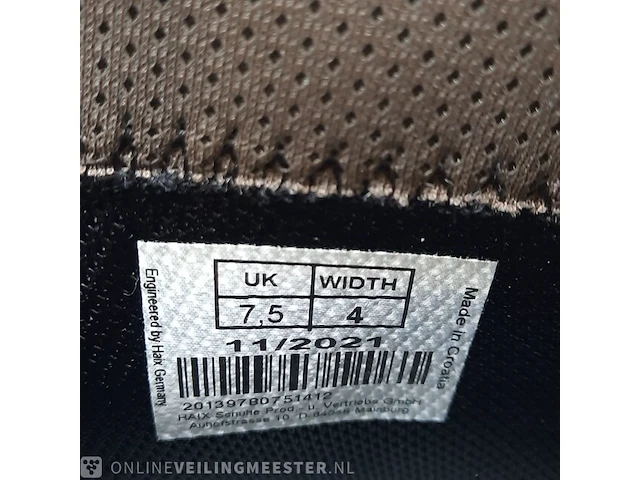 UK WIDTH
7,5 4
11/2021
20139780751412
HAIX Schuhe Prod.- u. Vertriebs GmbH
Auhofstrasse 10, D-84048 Mainburg
Engineered by Haix Germany
Made in Croatia
ONLINEVEILINGMEESTER.NL